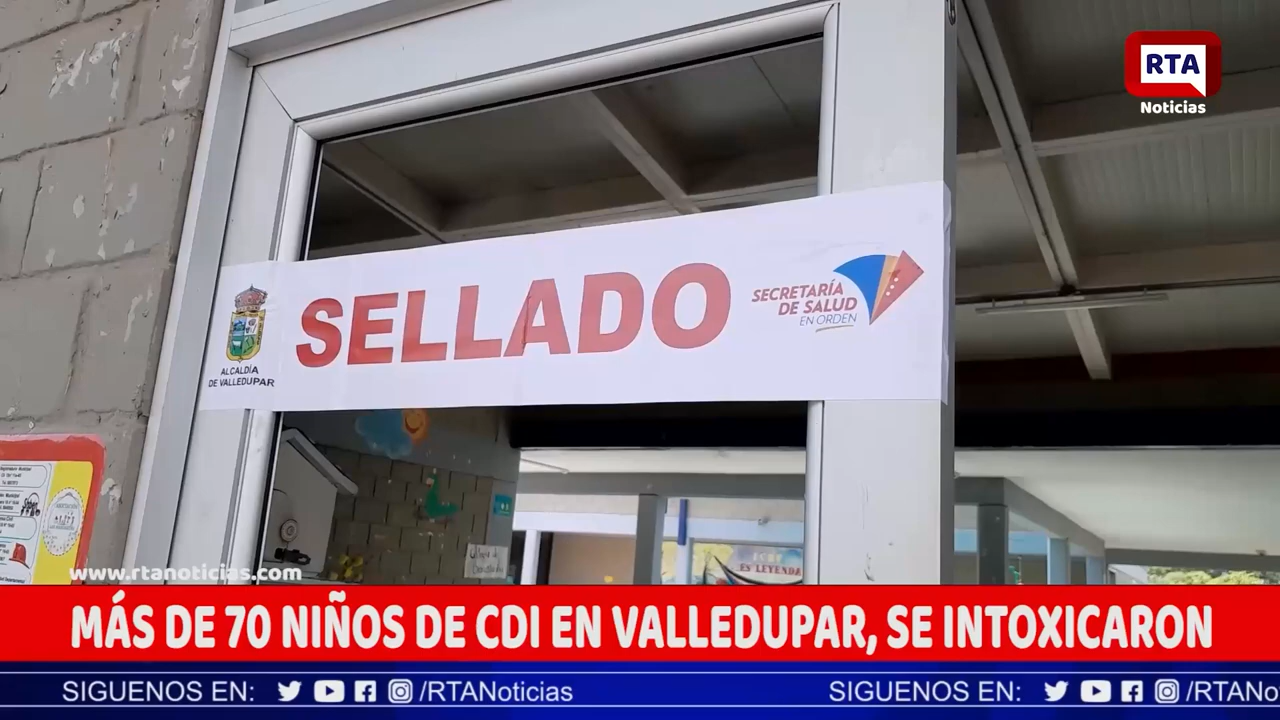 RTA
Noticias
SELLADO
ALCALDÍA
DE VALLEDUPAR
SECRETARÍA
DE SALUD
EN ORDEN
ES LEYENDA
www.rtanoticias.com
MÁS DE 70 NIÑOS DE CDI EN VALLEDUPAR, SE INTOXICARON
SIGUENOS EN: /RTANoticias
SIGUENOS EN: /RTANo